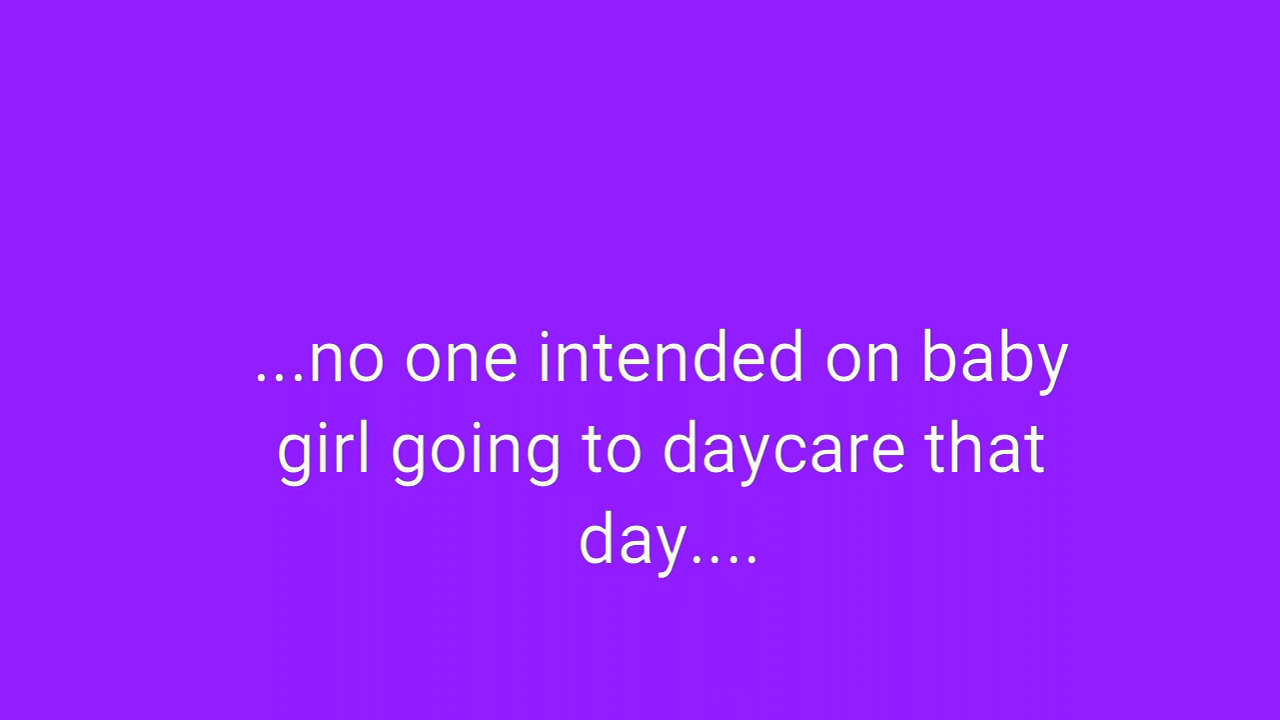 ...no one intended on baby
girl going to daycare that
day....